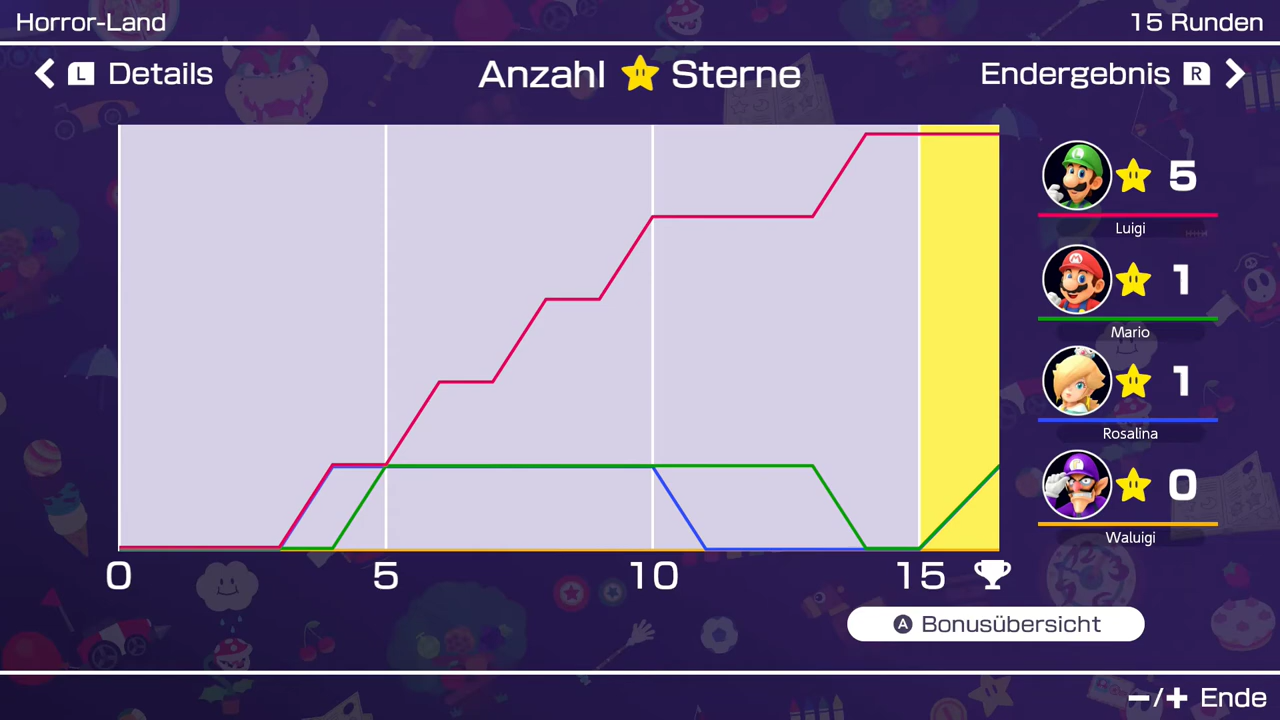 Horror-Land
15 Runden
L Details
Anzahl Sterne
Endergebnis R
5
Luigi
1
Mario
1
Rosalina
0
Waluigi
0 5 10 15
A Bonusübersicht
−/+ Ende